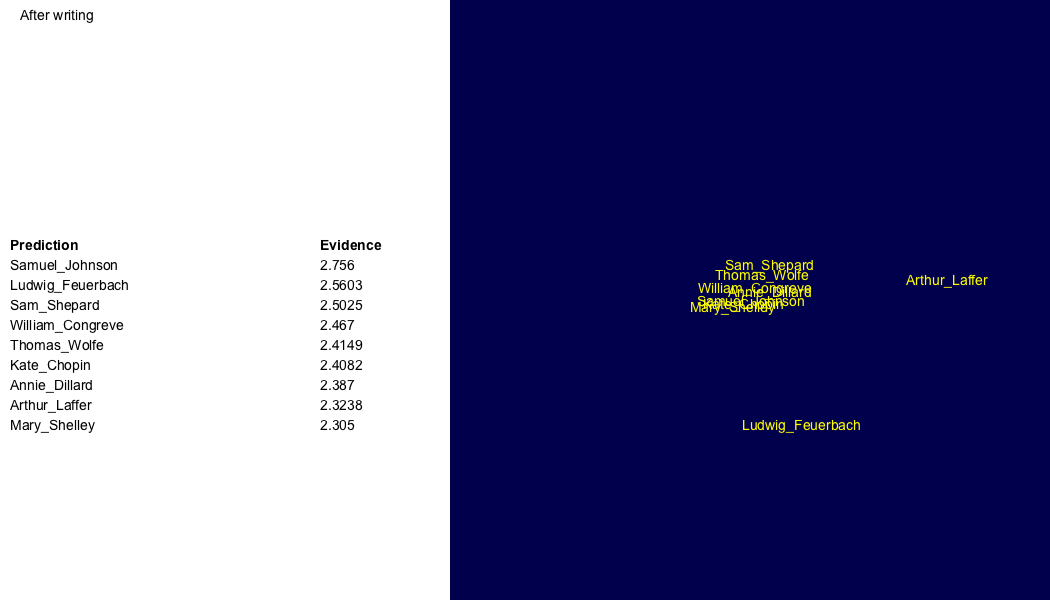 After writing
Prediction Evidence
Samuel_Johnson 2.756
Ludwig_Feuerbach 2.5603
Sam_Shepard 2.5025
William_Congreve 2.467
Thomas_Wolfe 2.4149
Kate_Chopin 2.4082
Annie_Dillard 2.387
Arthur_Laffer 2.3238
Mary_Shelley 2.305
Sam_Shepard
Thomas_Wolfe
Arthur_Laffer
William_Congreve
Annie_Dillard
Samuel_Johnson
Kate_Chopin
Mary_Shelley
Ludwig_Feuerbach